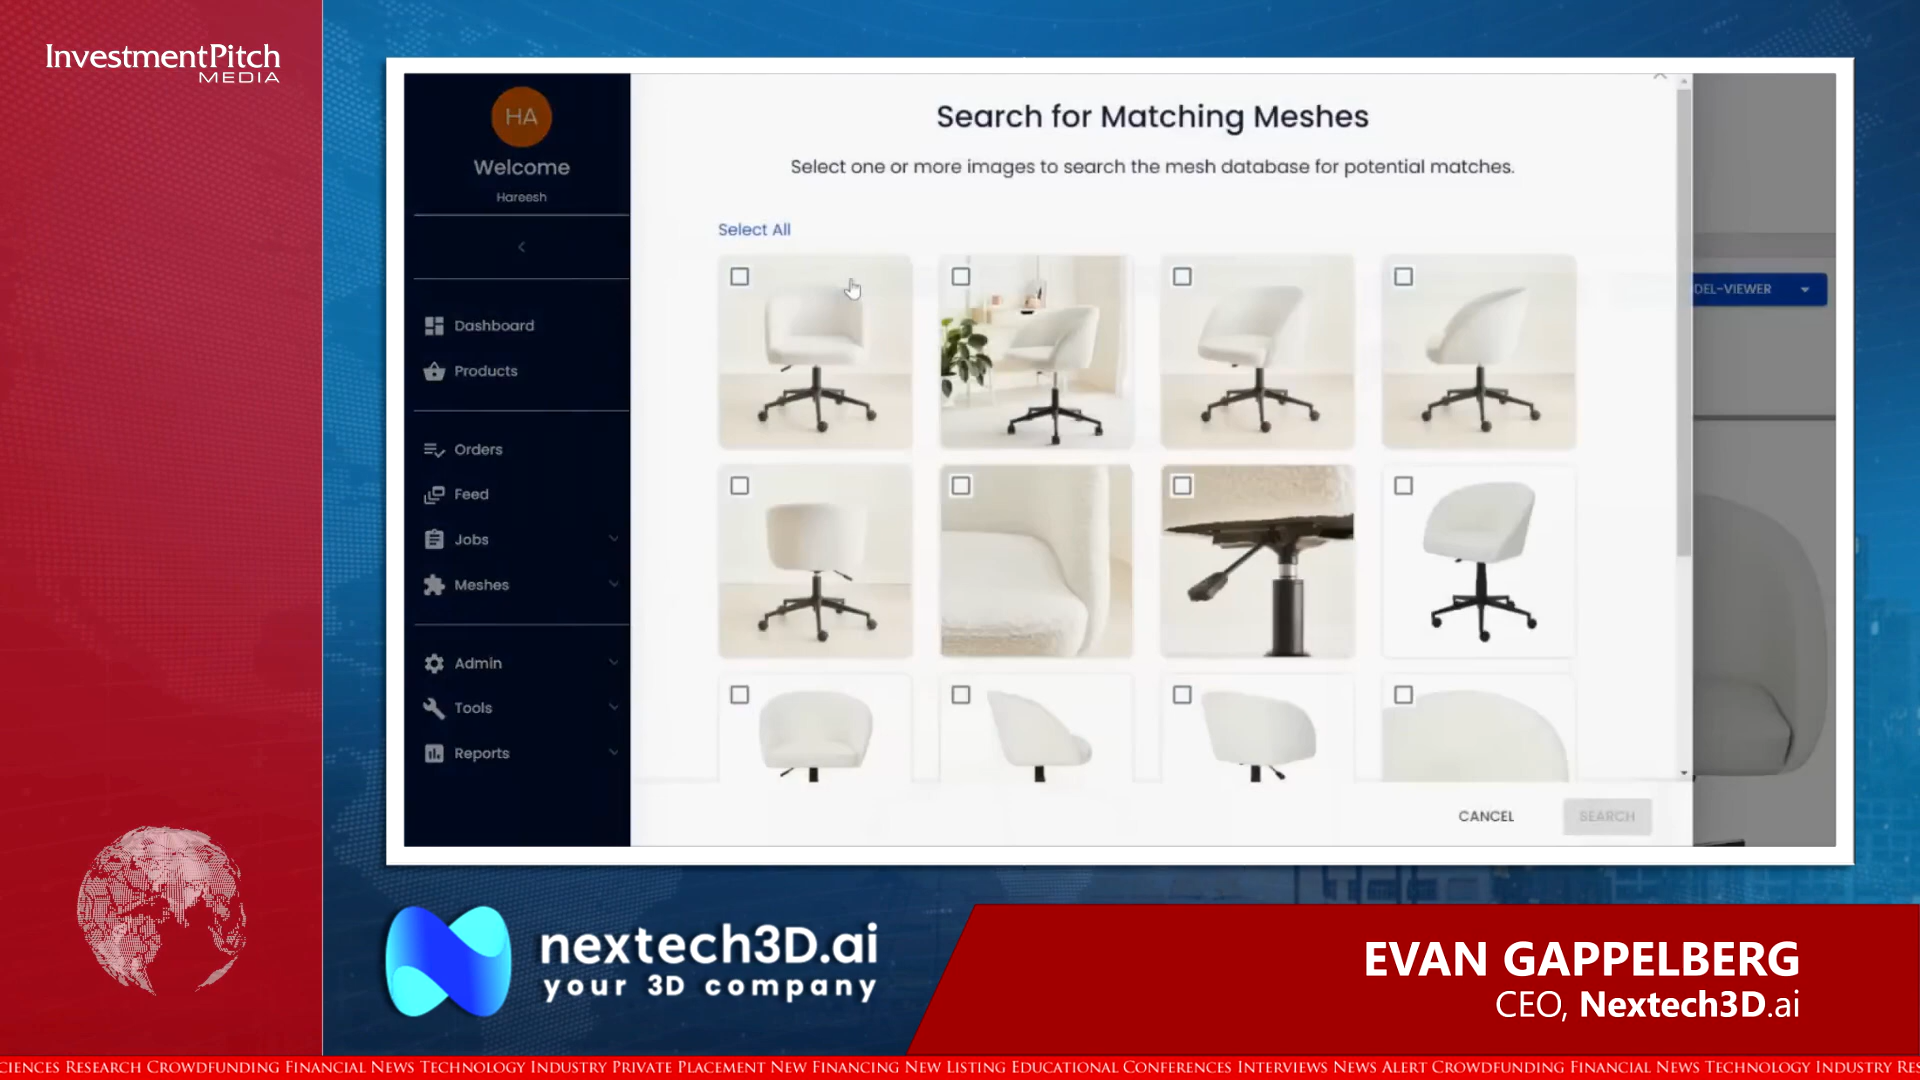 InvestmentPitch
MEDIA
HA
Welcome
Hareesh
Dashboard
Products
Orders
Feed
Jobs
Meshes
Admin
Tools
Reports
Search for Matching Meshes
Select one or more images to search the mesh database for potential matches.
Select All
DEL-VIEWER
CANCEL
SEARCH
nextech3D.ai
your 3D company
EVAN GAPPELBERG
CEO, Nextech3D.ai
CIENCES RESEARCH CROWDFUNDING FINANCIAL NEWS TECHNOLOGY INDUSTRY PRIVATE PLACEMENT NEW FINANCING NEW LISTING EDUCATIONAL CONFERENCES INTERVIEWS NEWS ALERT CROWDFUNDING FINANCIAL NEWS TECHNOLOGY INDUSTRY RES